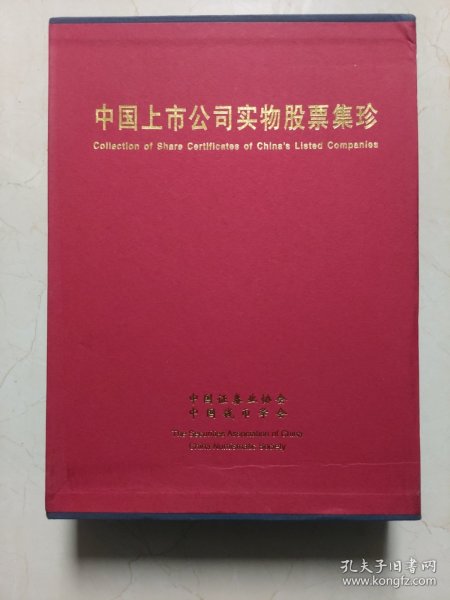 中国上市公司实物股票集珍
Collection of Share Certificates of China's Listed Companies
中国证券业协会
中国钱币学会
The Securities Association of China
China Numismatic Society
孔夫子旧书网
www.kongfz.com